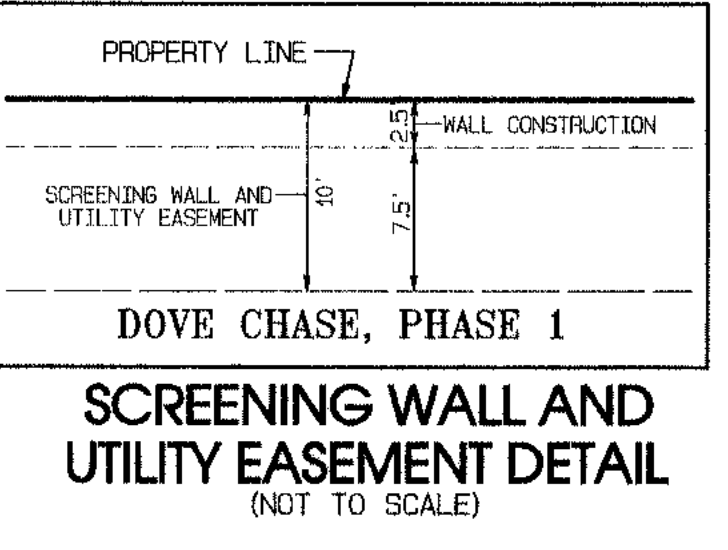 PROPERTY LINE
2.5
WALL CONSTRUCTION
SCREENING WALL AND
UTILITY EASEMENT
10'
7.5'
DOVE CHASE, PHASE 1
SCREENING WALL AND
UTILITY EASEMENT DETAIL
(NOT TO SCALE)